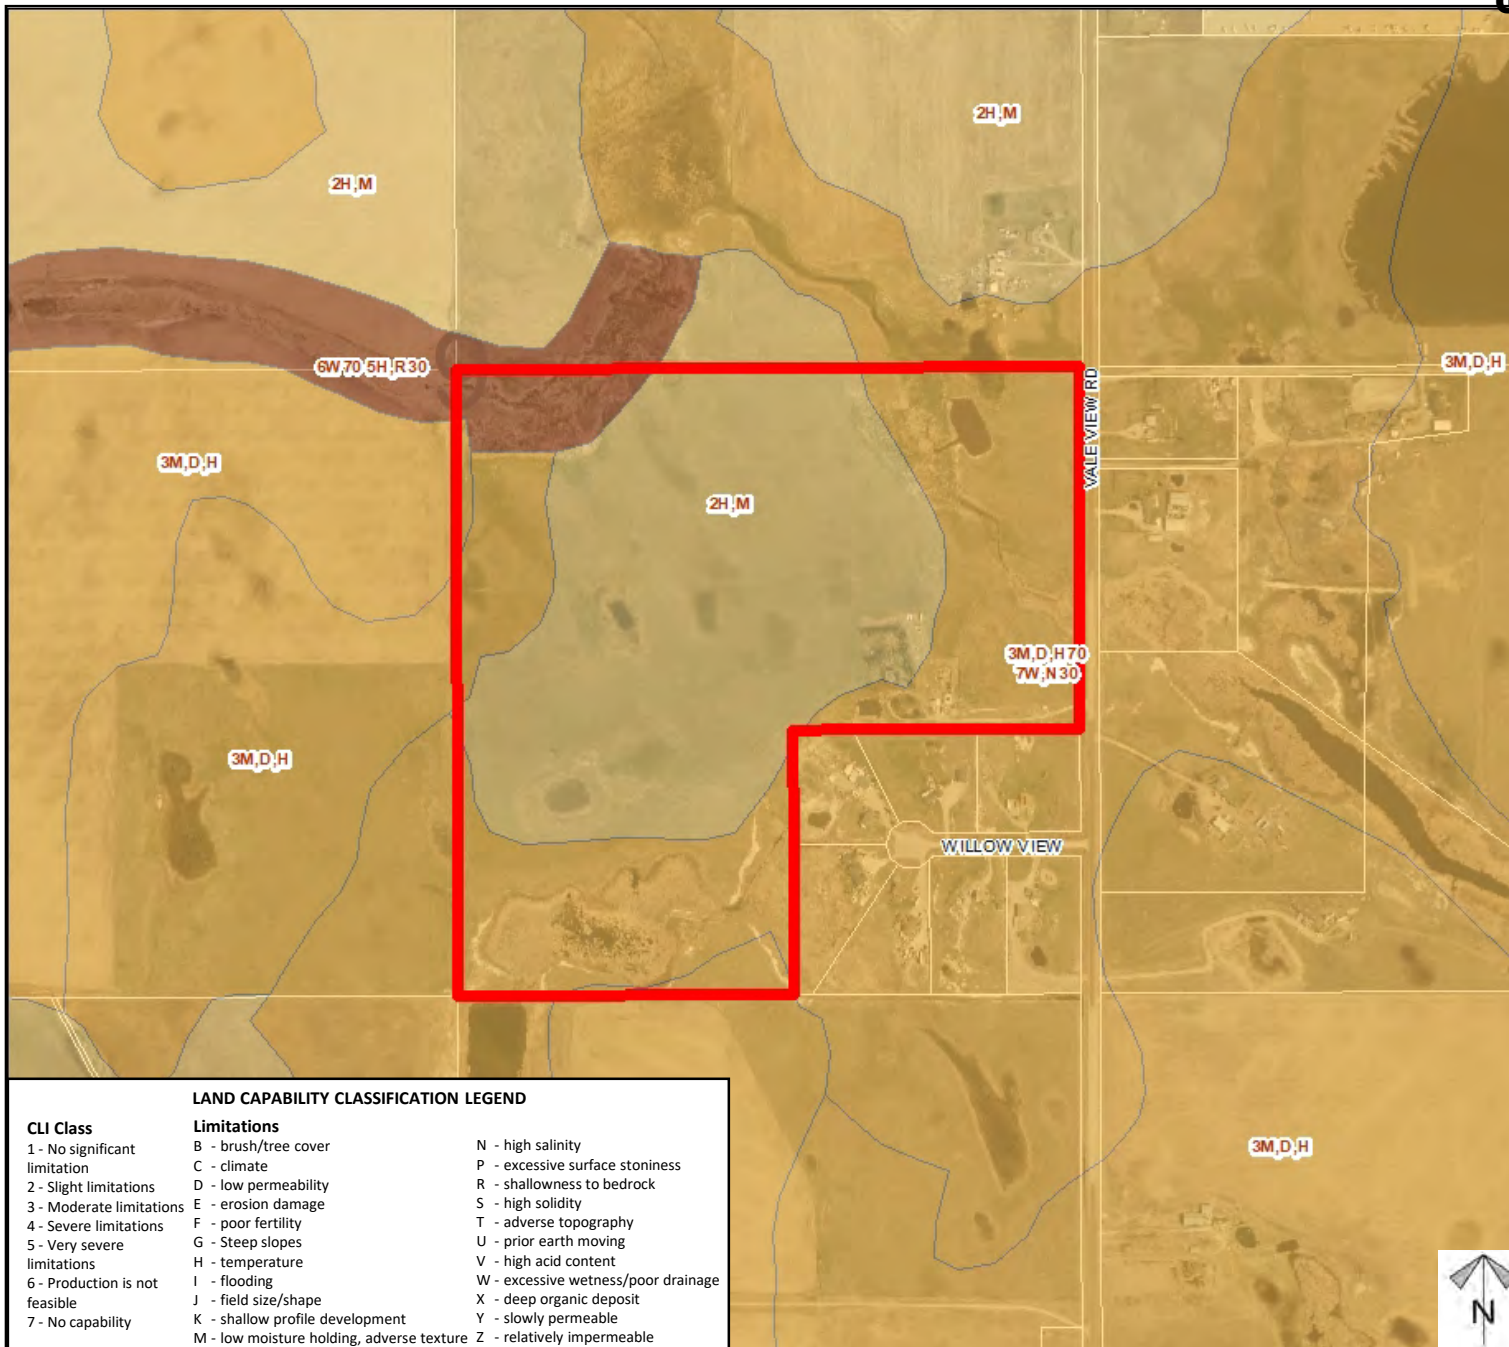 2H,M
2H,M
6W70 5H,R30
3M,D,H
VALE VIEW RD
3M,D,H
2H,M
3M,D,H70
7W,N30
3M,D,H
WILLOW VIEW
3M,D,H
LAND CAPABILITY CLASSIFICATION LEGEND
CLI Class
1 - No significant
limitation
2 - Slight limitations
3 - Moderate limitations
4 - Severe limitations
5 - Very severe
limitations
6 - Production is not
feasible
7 - No capability
Limitations
B - brush/tree cover
C - climate
D - low permeability
E - erosion damage
F - poor fertility
G - Steep slopes
H - temperature
I - flooding
J - field size/shape
K - shallow profile development
M - low moisture holding, adverse texture
N - high salinity
P - excessive surface stoniness
R - shallowness to bedrock
S - high solidity
T - adverse topography
U - prior earth moving
V - high acid content
W - excessive wetness/poor drainage
X - deep organic deposit
Y - slowly permeable
Z - relatively impermeable
N